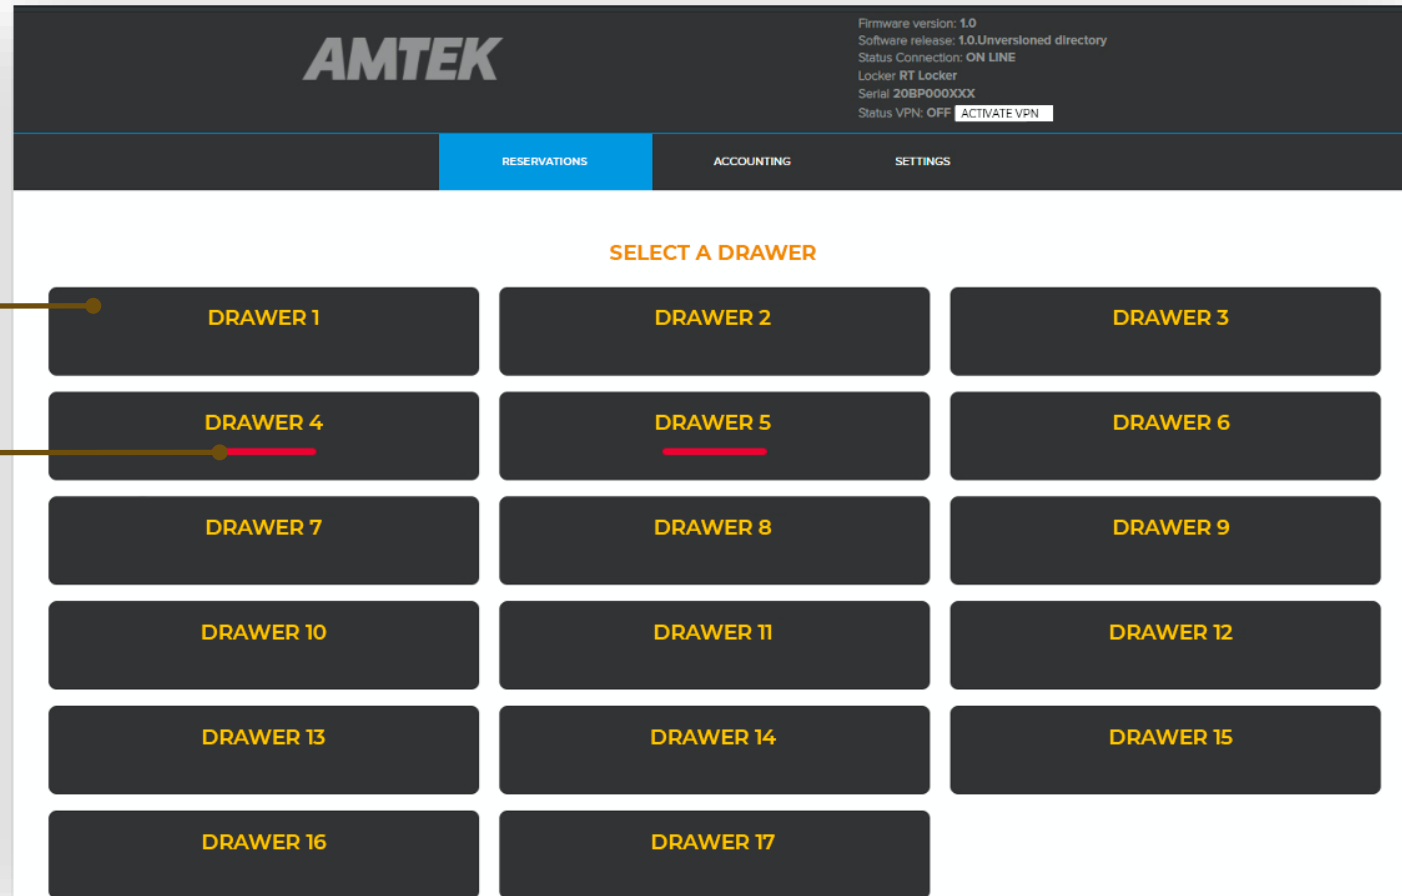 AMTEK
Firmware version: 1.0
Software release: 1.0.Unversioned directory
Status Connection: ON LINE
Locker RT Locker
Serial 20BP000XXX
Status VPN: OFF ACTIVATE VPN
RESERVATIONS ACCOUNTING SETTINGS
SELECT A DRAWER
DRAWER 1 DRAWER 2 DRAWER 3
DRAWER 4 DRAWER 5 DRAWER 6
DRAWER 7 DRAWER 8 DRAWER 9
DRAWER 10 DRAWER 11 DRAWER 12
DRAWER 13 DRAWER 14 DRAWER 15
DRAWER 16 DRAWER 17